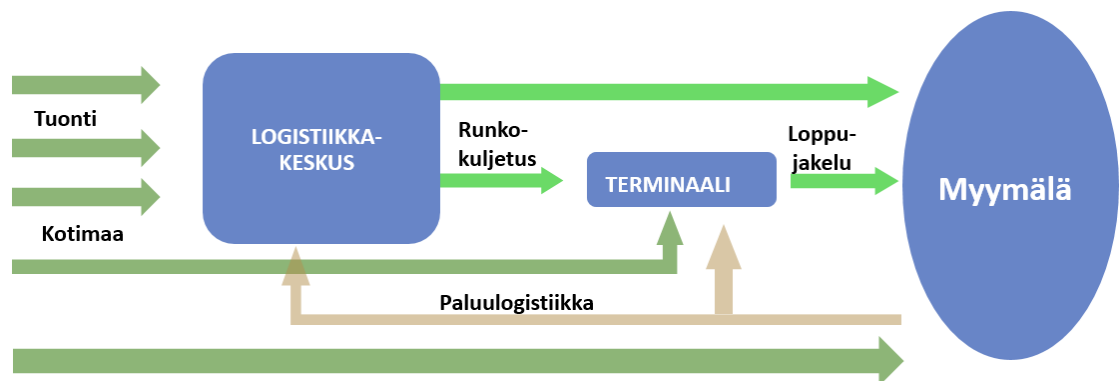 Tuonti
Kotimaa
LOGISTIIKKA-
KESKUS
Runko-
kuljetus
TERMINAALI
Loppu-
jakelu
Myymälä
Paluulogistiikka